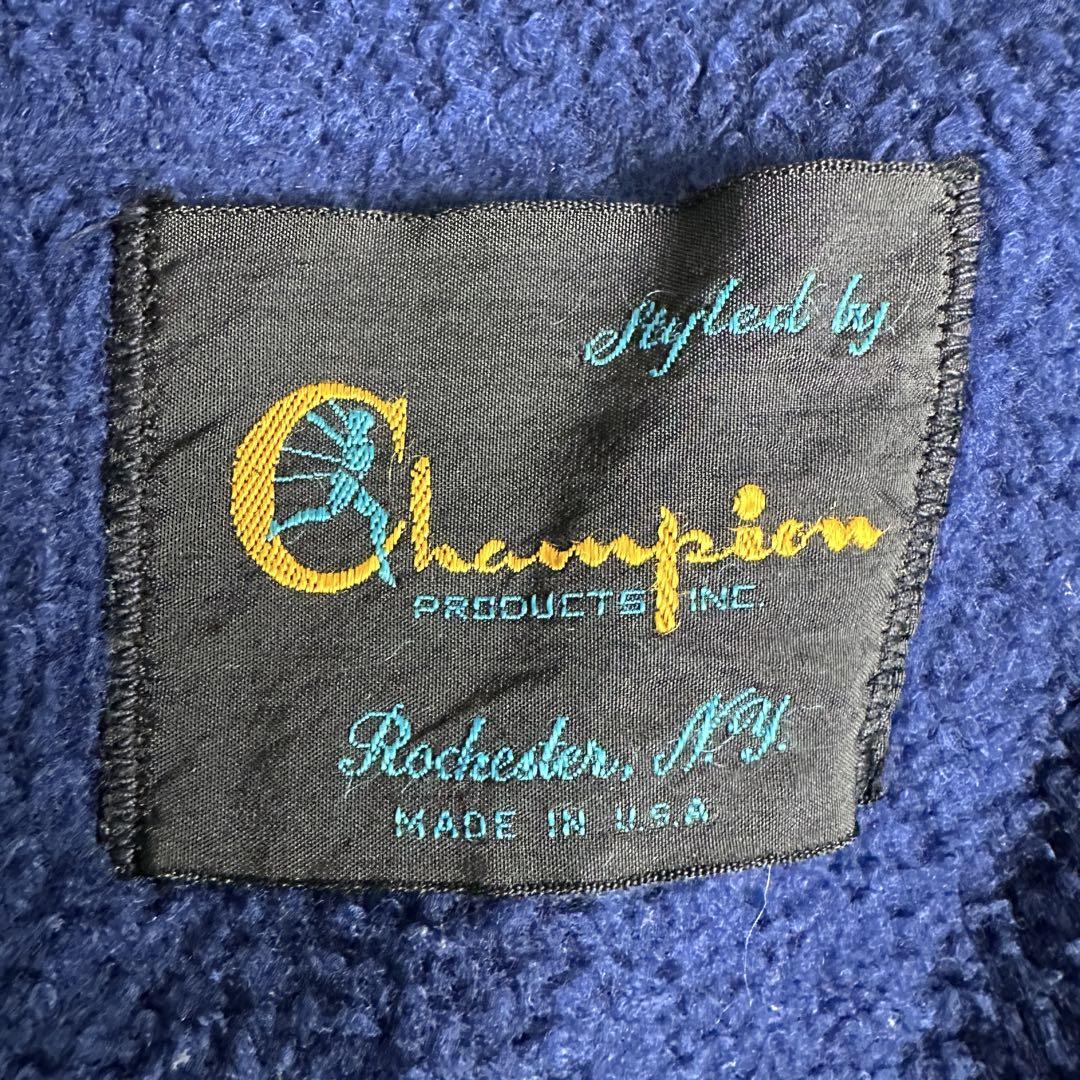 Styled by
Champion
PRODUCTS INC.
Rochester, N.Y.
MADE IN U.S.A